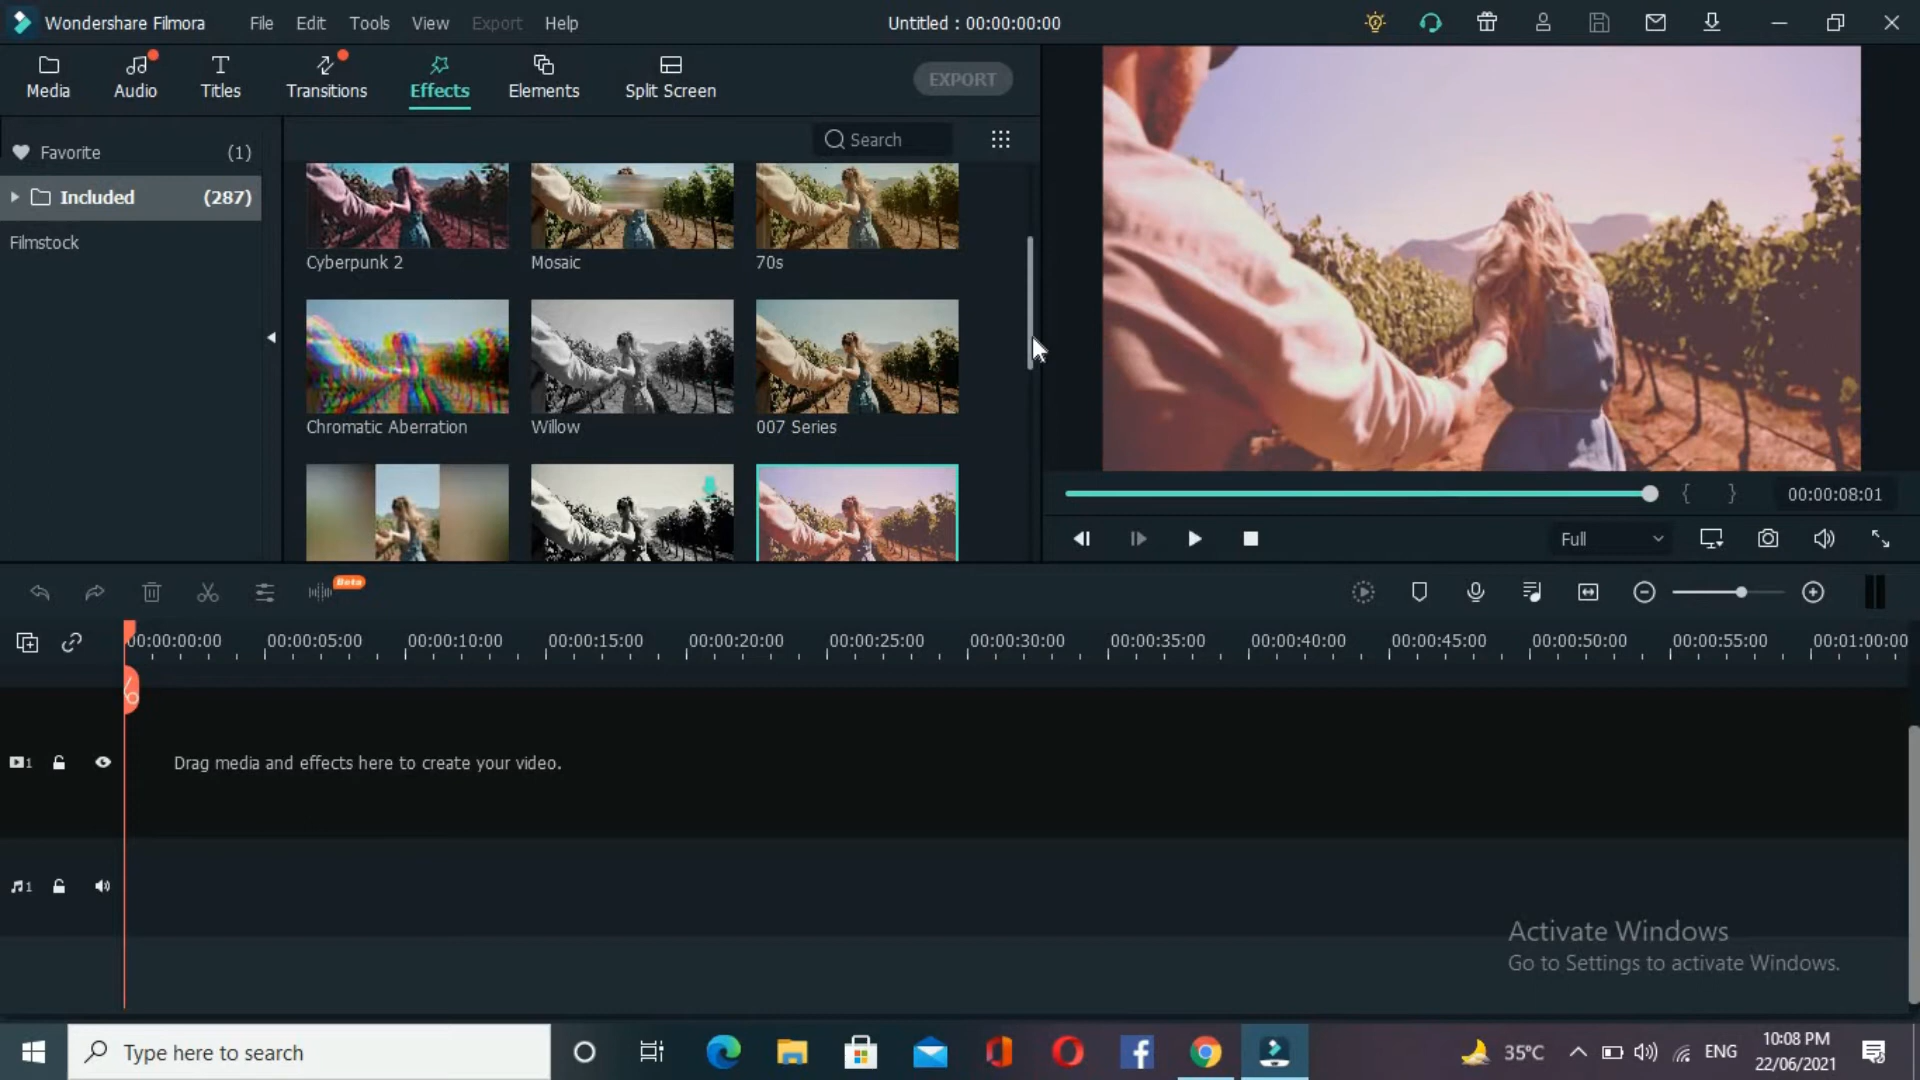 Wondershare Filmora File Edit Tools View Export Help Untitled : 00:00:00:00
Media Audio Titles Transitions Effects Elements Split Screen EXPORT
Favorite (1)
Included (287)
Filmstock
Search
Cyberpunk 2 Mosaic 70s
Chromatic Aberration Willow 007 Series
00:00:08:01
Full
Beta
00:00:00:00 00:00:05:00 00:00:10:00 00:00:15:00 00:00:20:00 00:00:25:00 00:00:30:00 00:00:35:00 00:00:40:00 00:00:45:00 00:00:50:00 00:00:55:00 00:01:00:00
1 Drag media and effects here to create your video.
1
Activate Windows
Go to Settings to activate Windows.
Type here to search
35°C ENG
10:08 PM
22/06/2021